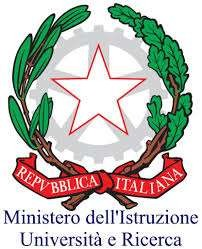 REPVBBLICA ITALIANA
Ministero dell'Istruzione
Università e Ricerca